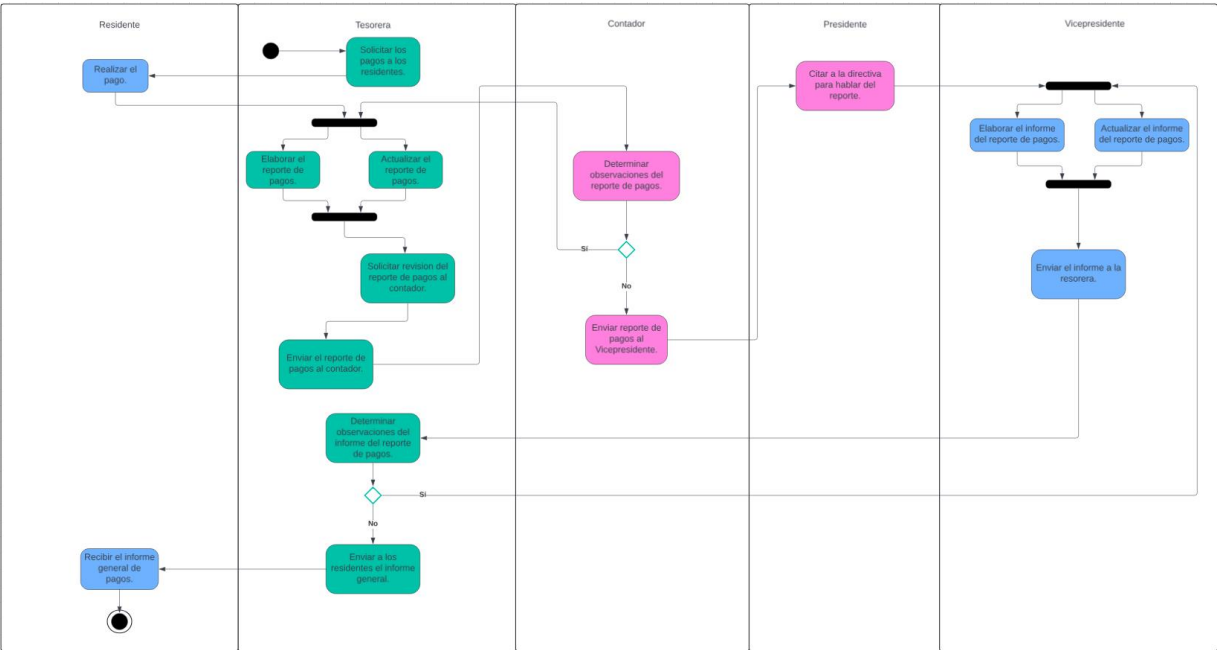 Residente
Tesorera
Contador
Presidente
Vicepresidente
Solicitar los
pagos a los
residentes.
Realizar el
pago.
Citar a la directiva
para hablar del
reporte.
Elaborar el
reporte de
pagos.
Actualizar el
reporte de
pagos.
Determinar
observaciones del
reporte de pagos.
Elaborar el informe
del reporte de pagos.
Actualizar el informe
del reporte de pagos.
Si
Solicitar revision del
reporte de pagos al
contador.
No
Enviar el informe a la
resorera.
Enviar reporte de
pagos al
Vicepresidente.
Enviar el reporte de
pagos al contador.
Determinar
observaciones del
informe del reporte
de pagos.
Si
No
Enviar a los
residentes el informe
general.
Recibir el informe
general de
pagos.